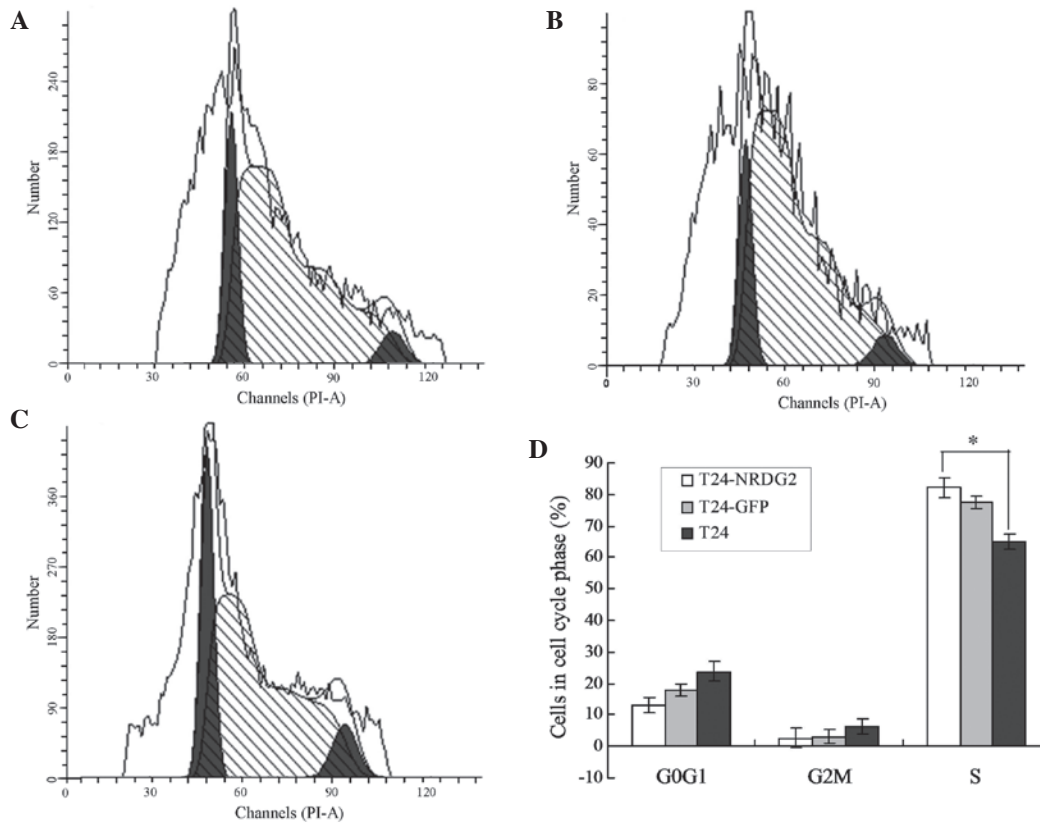 A
Number
240
180
120
60
0
0 30 60 90 120
Channels (PI-A)
B
Number
80
60
40
20
0
0 30 60 90 120
Channels (PI-A)
C
Number
360
270
180
90
0
0 30 60 90 120
Channels (PI-A)
D
Cells in cell cycle phase (%)
90
80
70
60
50
40
30
20
10
0
-10
T24-NRDG2
T24-GFP
T24
*
G0G1 G2M S